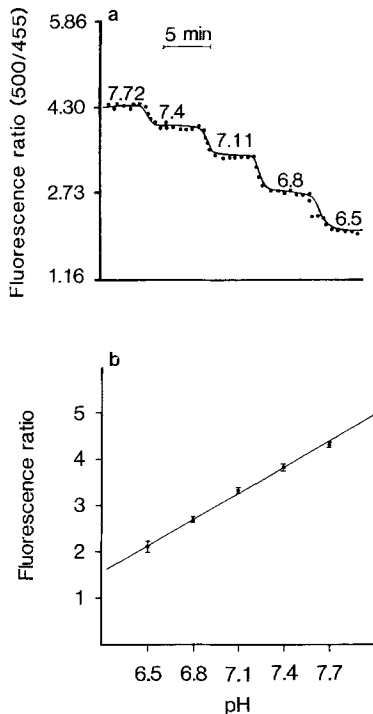 a
5.86
4.30
2.73
1.16
Fluorescence ratio (500/455)
5 min
7.72
7.4
7.11
6.8
6.5
b
5
4
3
2
1
Fluorescence ratio
6.5 6.8 7.1 7.4 7.7
pH